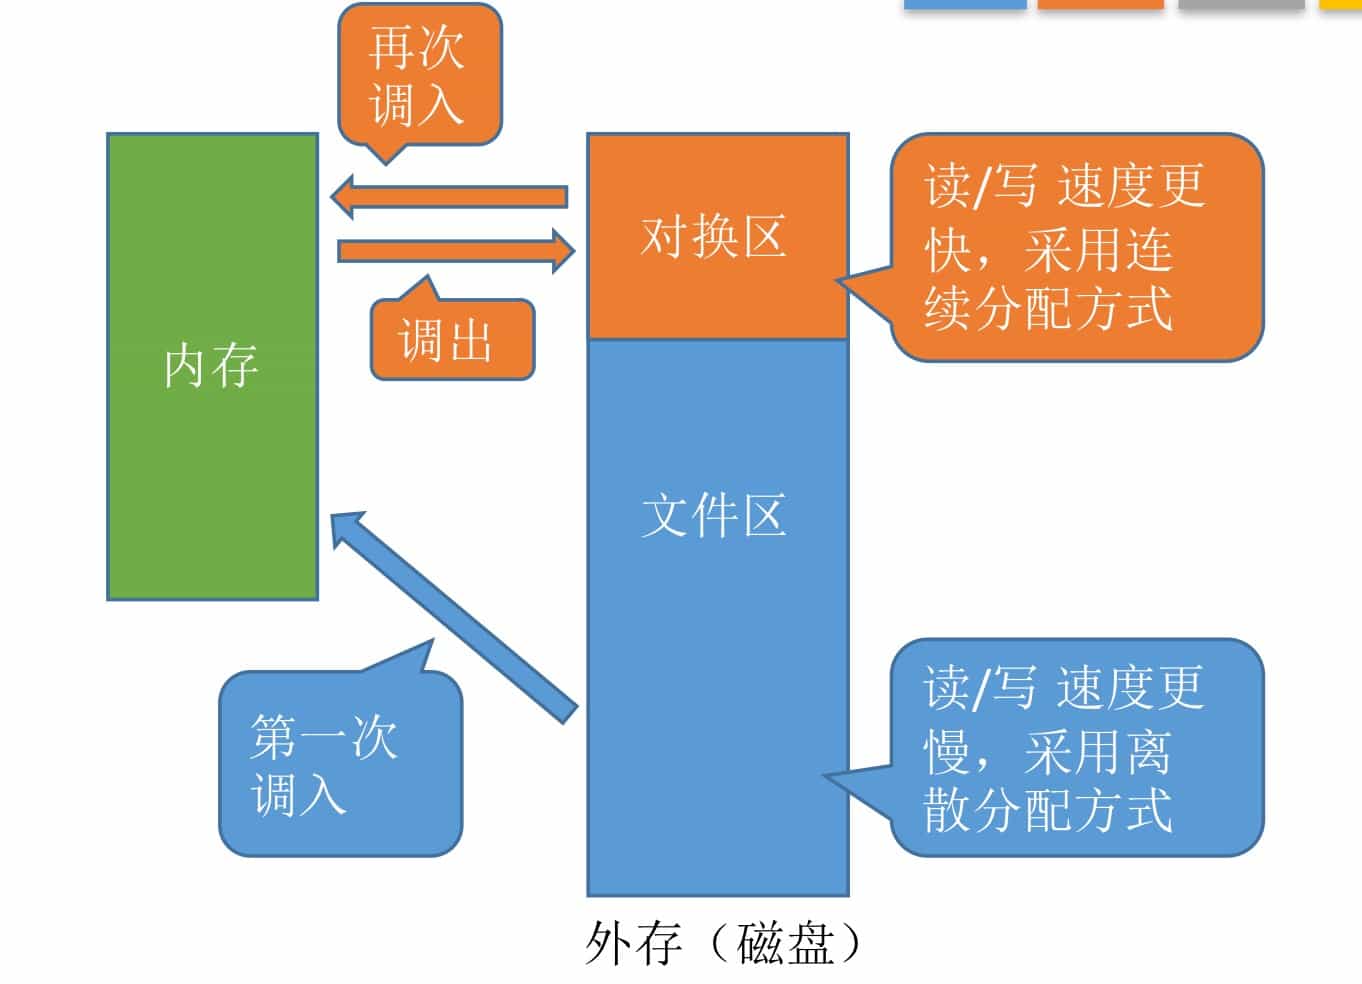 再次
调入
对换区
读/写 速度更
快，采用连
续分配方式
调出
内存
文件区
第一次
调入
读/写 速度更
慢，采用离
散分配方式
外存（磁盘）